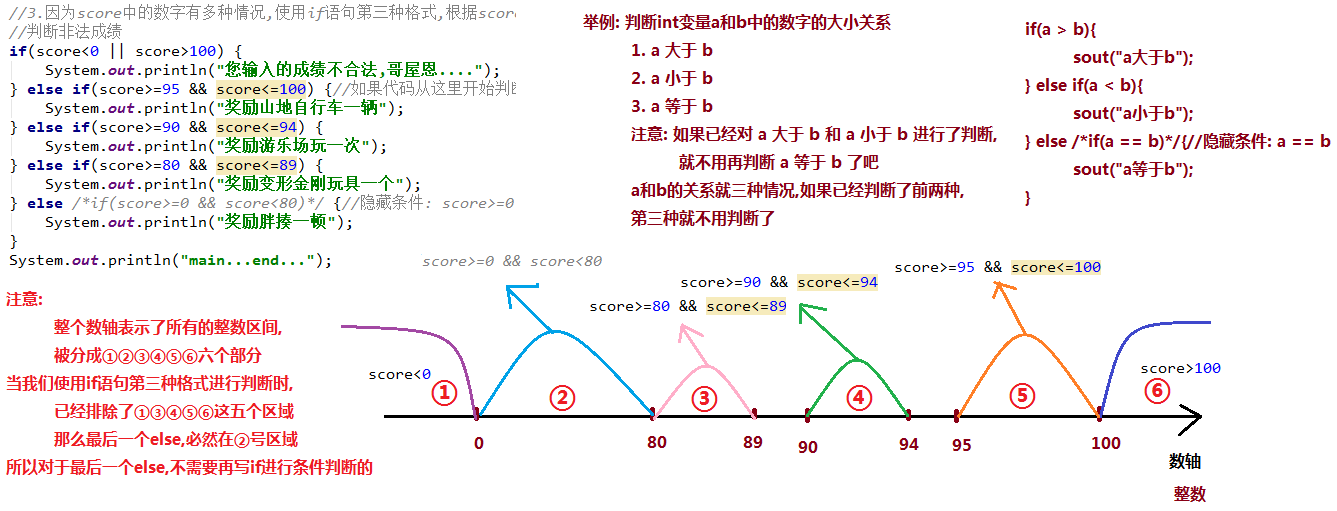 //3.因为score中的数字有多种情况,使用if语句第三种格式,根据scor
//判断非法成绩
if(score<0 || score>100) {
System.out.println("您输入的成绩不合法,哥屋恩....");
} else if(score>=95 && score<=100) {//如果代码从这里开始判
System.out.println("奖励山地自行车一辆");
} else if(score>=90 && score<=94) {
System.out.println("奖励游乐场玩一次");
} else if(score>=80 && score<=89) {
System.out.println("奖励变形金刚玩具一个");
} else /*if(score>=0 && score<80)*/ {//隐藏条件: score>=0
System.out.println("奖励胖揍一顿");
}
System.out.println("main...end...");
举例: 判断int变量a和b中的数字的大小关系
1. a 大于 b
2. a 小于 b
3. a 等于 b
注意: 如果已经对 a 大于 b 和 a 小于 b 进行了判断,
就不用再判断 a 等于 b 了吧
a和b的关系就三种情况,如果已经判断了前两种,
第三种就不用判断了
if(a > b){
sout("a大于b");
} else if(a < b){
sout("a小于b");
} else /*if(a == b)*/{//隐藏条件: a == b
sout("a等于b");
}
注意:
整个数轴表示了所有的整数区间,
被分成①②③④⑤⑥六个部分
当我们使用if语句第三种格式进行判断时,
已经排除了①③④⑤⑥这五个区域
那么最后一个else,必然在②号区域
所以对于最后一个else,不需要再写if进行条件判断的
score>=0 && score<80
score>=80 && score<=89
score>=90 && score<=94
score>=95 && score<=100
score<0
score>100
① ② ③ ④ ⑤ ⑥
0 80 89 90 94 95 100
数轴
整数